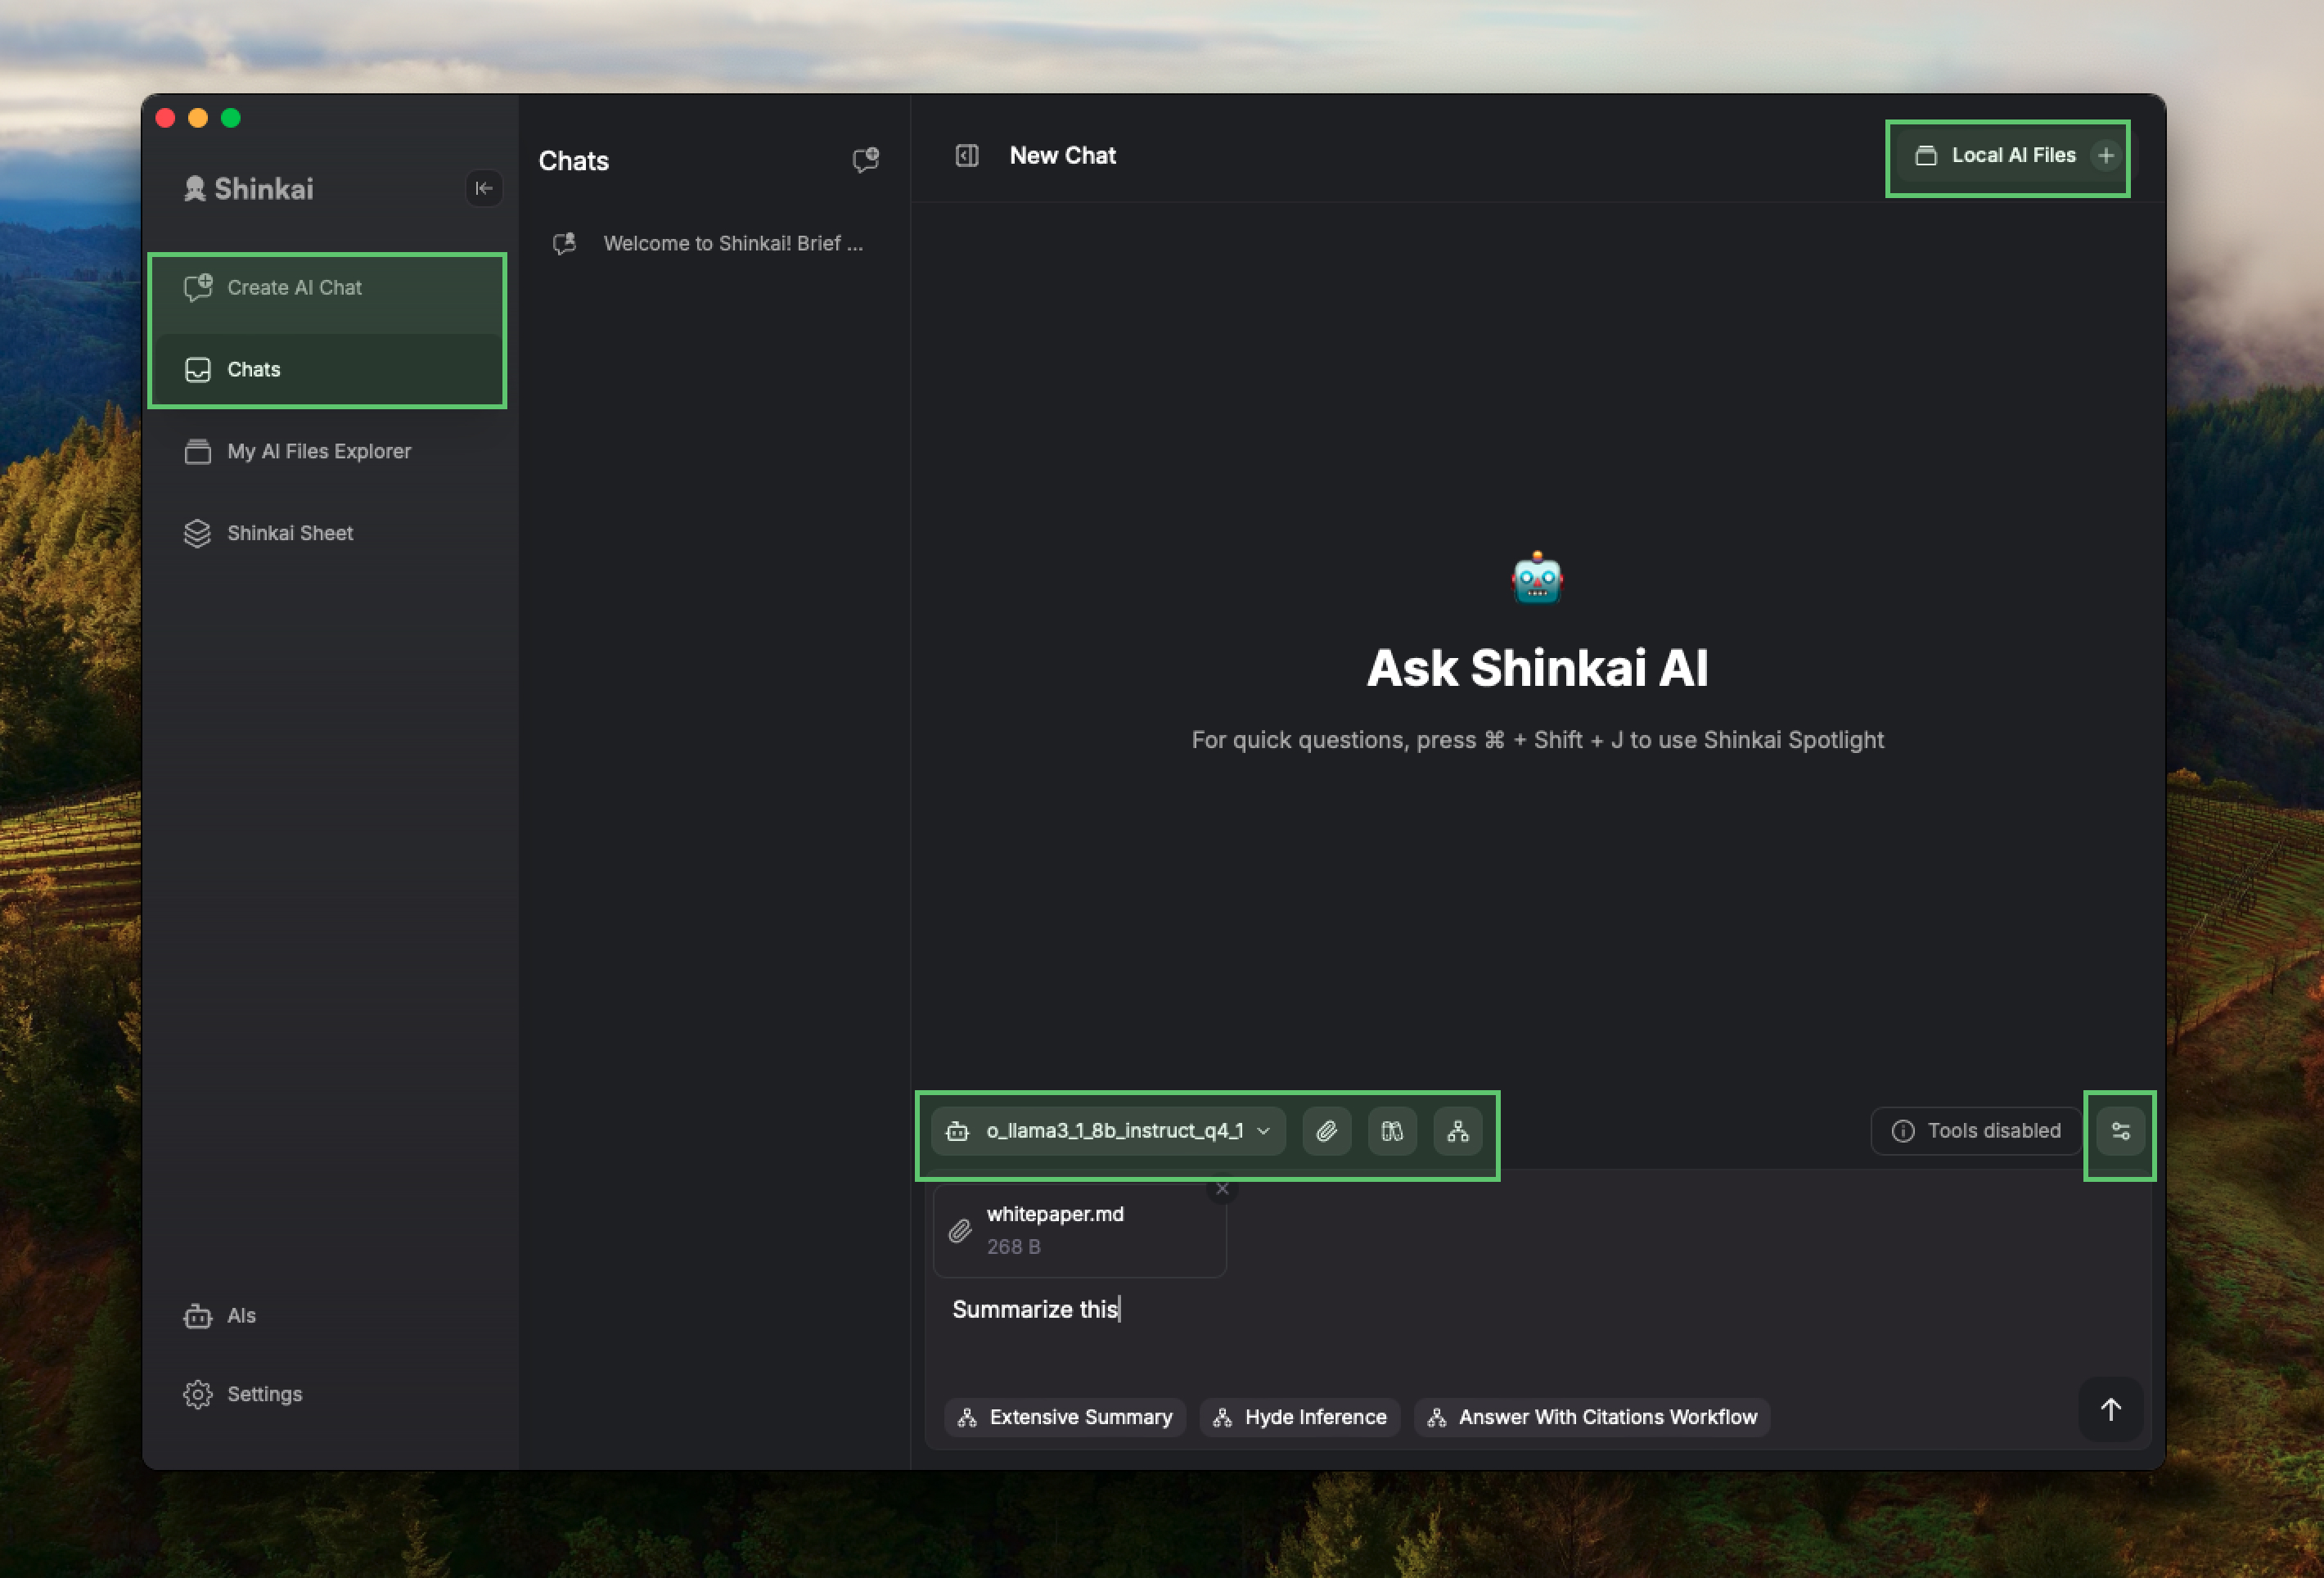 Shinkai
Create AI Chat
Chats
My AI Files Explorer
Shinkai Sheet
AIs
Settings
Chats
Welcome to Shinkai! Brief ...
New Chat
Local AI Files
Ask Shinkai AI
For quick questions, press ⌘ + Shift + J to use Shinkai Spotlight
o_llama3_1_8b_instruct_q4_1
Tools disabled
whitepaper.md
268 B
Summarize this
Extensive Summary
Hyde Inference
Answer With Citations Workflow